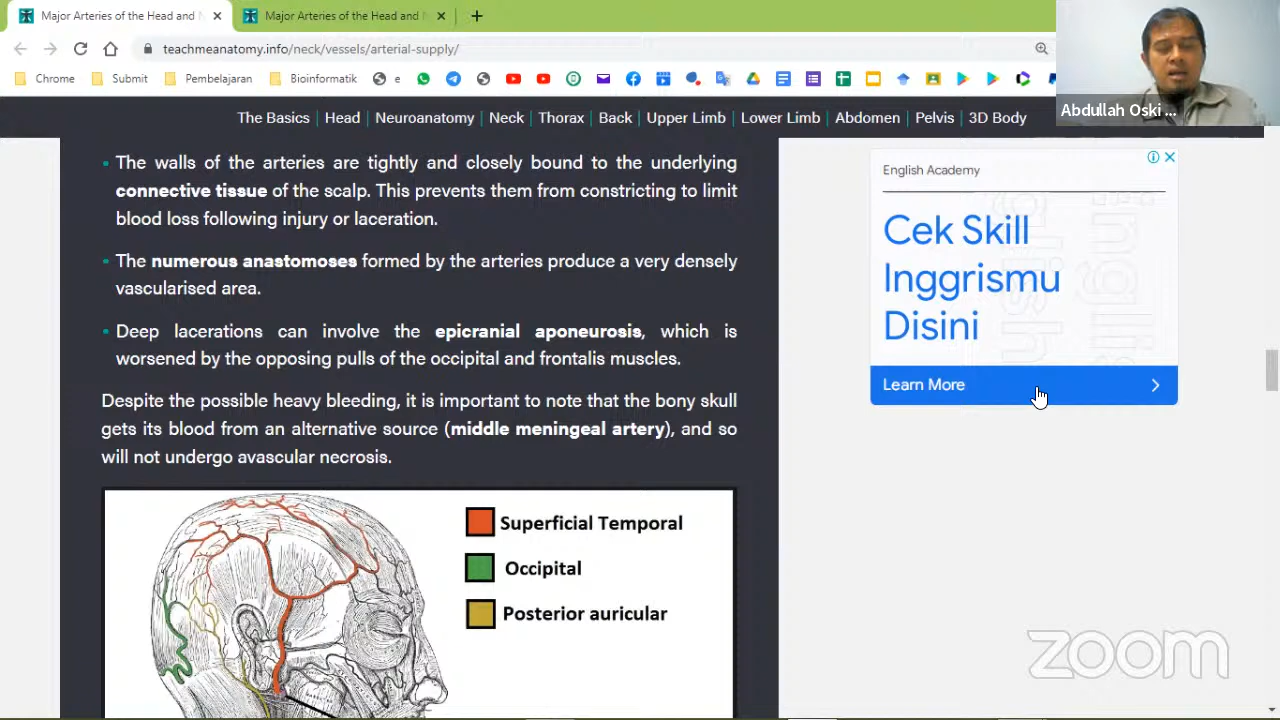 Major Arteries of the Head and N
Major Arteries of the Head and N
teachmeanatomy.info/neck/vessels/arterial-supply/
Chrome
Submit
Pembelajaran
Bioinformatik
e
Abdullah Oski ...
The Basics | Head | Neuroanatomy | Neck | Thorax | Back | Upper Limb | Lower Limb | Abdomen | Pelvis | 3D Body
The walls of the arteries are tightly and closely bound to the underlying
connective tissue of the scalp. This prevents them from constricting to limit
blood loss following injury or laceration.
The numerous anastomoses formed by the arteries produce a very densely
vascularised area.
Deep lacerations can involve the epicranial aponeurosis, which is
worsened by the opposing pulls of the occipital and frontalis muscles.
Despite the possible heavy bleeding, it is important to note that the bony skull
gets its blood from an alternative source (middle meningeal artery), and so
will not undergo avascular necrosis.
Superficial Temporal
Occipital
Posterior auricular
English Academy
Cek Skill
Inggrismu
Disini
Learn More
zoom